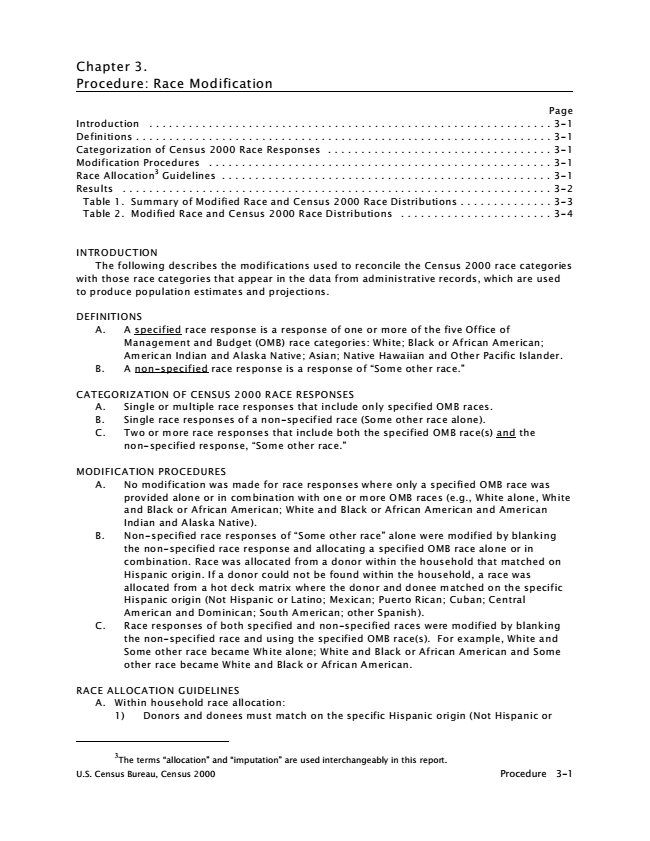 Chapter 3.
Procedure: Race Modification
Page
Introduction . . . . . . . . . . . . . . . . . . . . . . . . . . . . . . . . . . . . . . . . . . . . . . . . . . . . . . . . . . . . . 3-1
Definitions . . . . . . . . . . . . . . . . . . . . . . . . . . . . . . . . . . . . . . . . . . . . . . . . . . . . . . . . . . . . . . . 3-1
Categorization of Census 2000 Race Responses . . . . . . . . . . . . . . . . . . . . . . . . . . . . . . . . . . 3-1
Modification Procedures . . . . . . . . . . . . . . . . . . . . . . . . . . . . . . . . . . . . . . . . . . . . . . . . . . . . 3-1
Race Allocation³ Guidelines . . . . . . . . . . . . . . . . . . . . . . . . . . . . . . . . . . . . . . . . . . . . . . . . . . 3-1
Results . . . . . . . . . . . . . . . . . . . . . . . . . . . . . . . . . . . . . . . . . . . . . . . . . . . . . . . . . . . . . . . . . 3-2
Table 1. Summary of Modified Race and Census 2000 Race Distributions . . . . . . . . . . . . . . 3-3
Table 2. Modified Race and Census 2000 Race Distributions . . . . . . . . . . . . . . . . . . . . . . . 3-4
INTRODUCTION
The following describes the modifications used to reconcile the Census 2000 race categories
with those race categories that appear in the data from administrative records, which are used
to produce population estimates and projections.
DEFINITIONS
A. A specified race response is a response of one or more of the five Office of
Management and Budget (OMB) race categories: White; Black or African American;
American Indian and Alaska Native; Asian; Native Hawaiian and Other Pacific Islander.
B. A non-specified race response is a response of “Some other race.”
CATEGORIZATION OF CENSUS 2000 RACE RESPONSES
A. Single or multiple race responses that include only specified OMB races.
B. Single race responses of a non-specified race (Some other race alone).
C. Two or more race responses that include both the specified OMB race(s) and the
non-specified response, “Some other race.”
MODIFICATION PROCEDURES
A. No modification was made for race responses where only a specified OMB race was
provided alone or in combination with one or more OMB races (e.g., White alone, White
and Black or African American; White and Black or African American and American
Indian and Alaska Native).
B. Non-specified race responses of “Some other race” alone were modified by blanking
the non-specified race response and allocating a specified OMB race alone or in
combination. Race was allocated from a donor within the household that matched on
Hispanic origin. If a donor could not be found within the household, a race was
allocated from a hot deck matrix where the donor and donee matched on the specific
Hispanic origin (Not Hispanic or Latino; Mexican; Puerto Rican; Cuban; Central
American and Dominican; South American; other Spanish).
C. Race responses of both specified and non-specified races were modified by blanking
the non-specified race and using the specified OMB race(s). For example, White and
Some other race became White alone; White and Black or African American and Some
other race became White and Black or African American.
RACE ALLOCATION GUIDELINES
A. Within household race allocation:
1) Donors and donees must match on the specific Hispanic origin (Not Hispanic or
³The terms “allocation” and “imputation” are used interchangeably in this report.
U.S. Census Bureau, Census 2000 Procedure 3-1